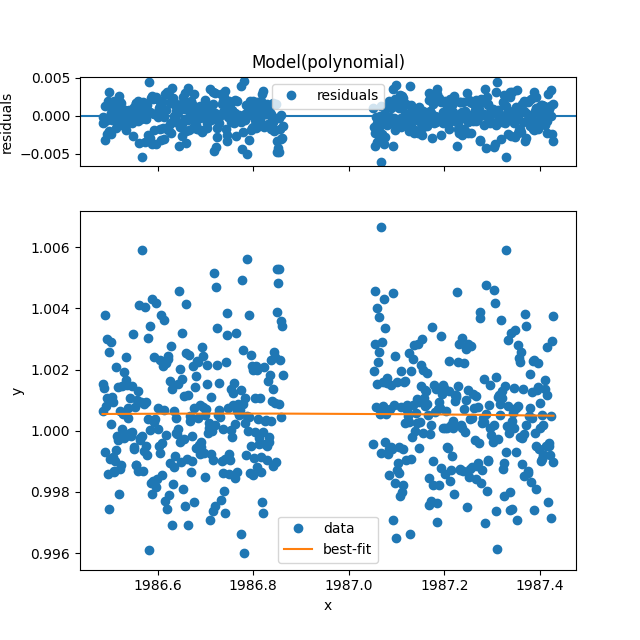 Model(polynomial)
0.005
0.000
−0.005
residuals
residuals
1.006
1.004
1.002
1.000
0.998
0.996
y
data
best-fit
1986.6 1986.8 1987.0 1987.2 1987.4
x